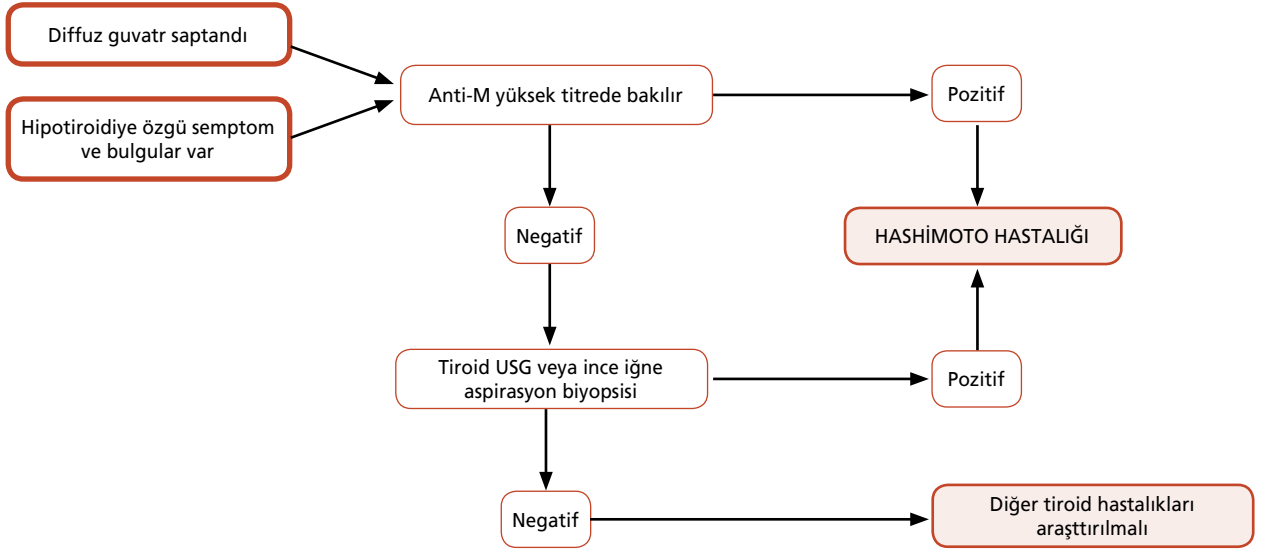 Diffuz guvatr saptandı
Hipotiroidiye özgü semptom
ve bulgular var
Anti-M yüksek titrede bakılır
Pozitif
Negatif
HASHİMOTO HASTALIĞI
Tiroid USG veya ince iğne
aspirasyon biyopsisi
Pozitif
Negatif
Diğer tiroid hastalıkları
araşttırılmalı